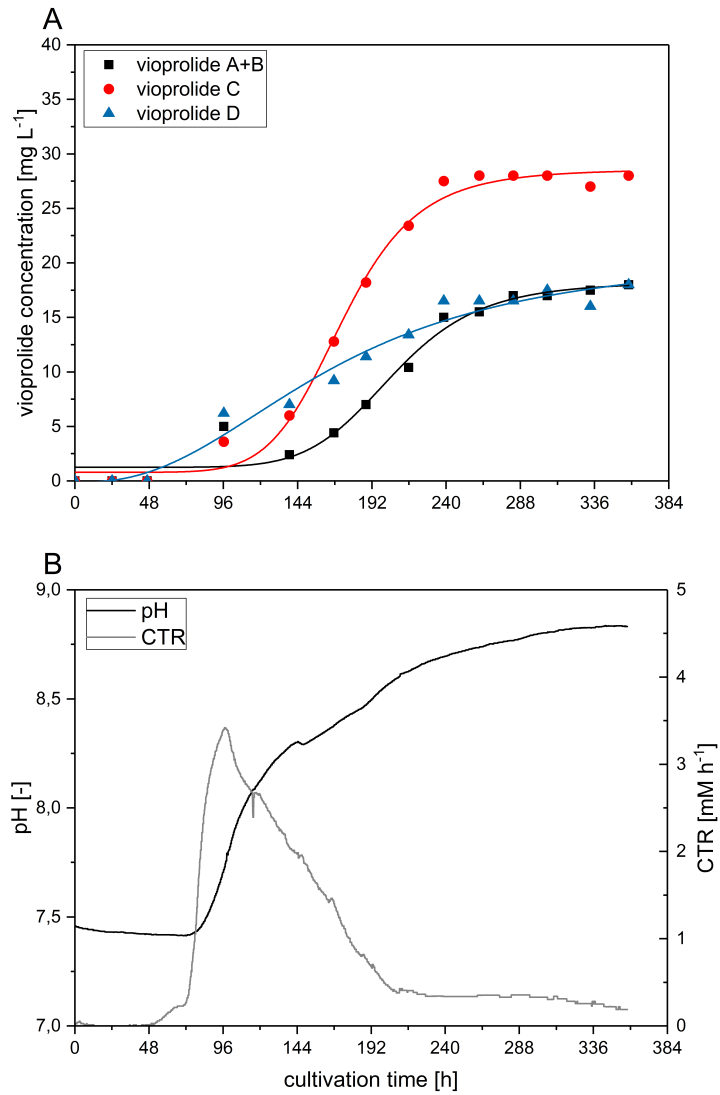 A
vioprolide concentration [mg L⁻¹]
40
35
30
25
20
15
10
5
0
vioprolide A+B
vioprolide C
vioprolide D
0 48 96 144 192 240 288 336 384
B
pH [-]
9,0
8,5
8,0
7,5
7,0
pH
CTR
5
4
3
2
1
0
CTR [mM h⁻¹]
0 48 96 144 192 240 288 336 384
cultivation time [h]